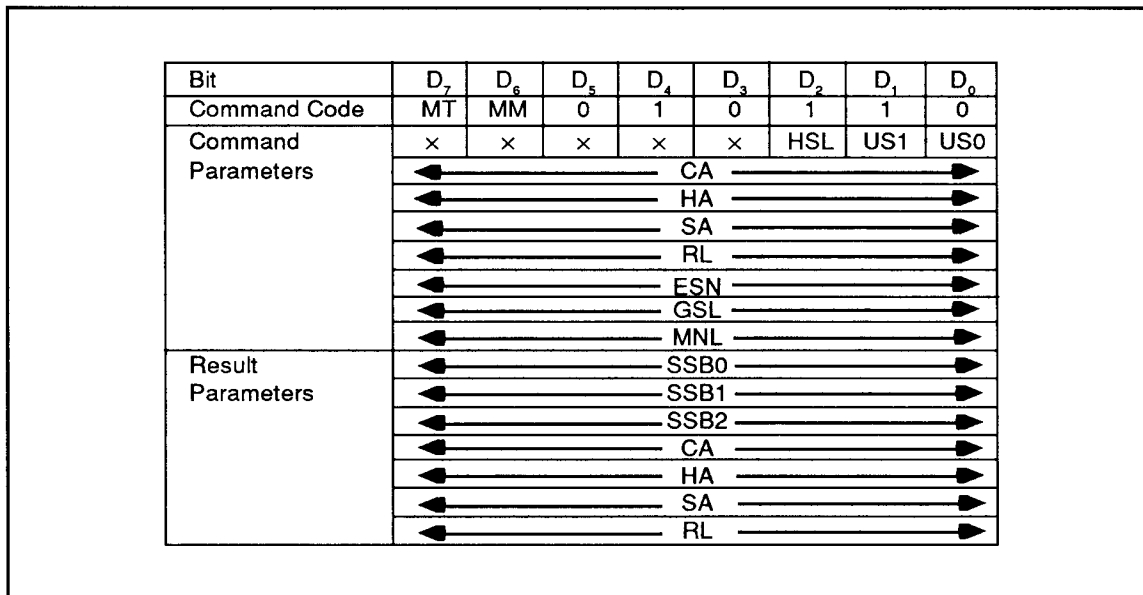 Bit D₇ D₆ D₅ D₄ D₃ D₂ D₁ D₀
Command Code MT MM 0 1 0 1 1 0
Command × × × × × HSL US1 US0
Parameters CA
HA
SA
RL
ESN
GSL
MNL
Result SSB0
Parameters SSB1
SSB2
CA
HA
SA
RL